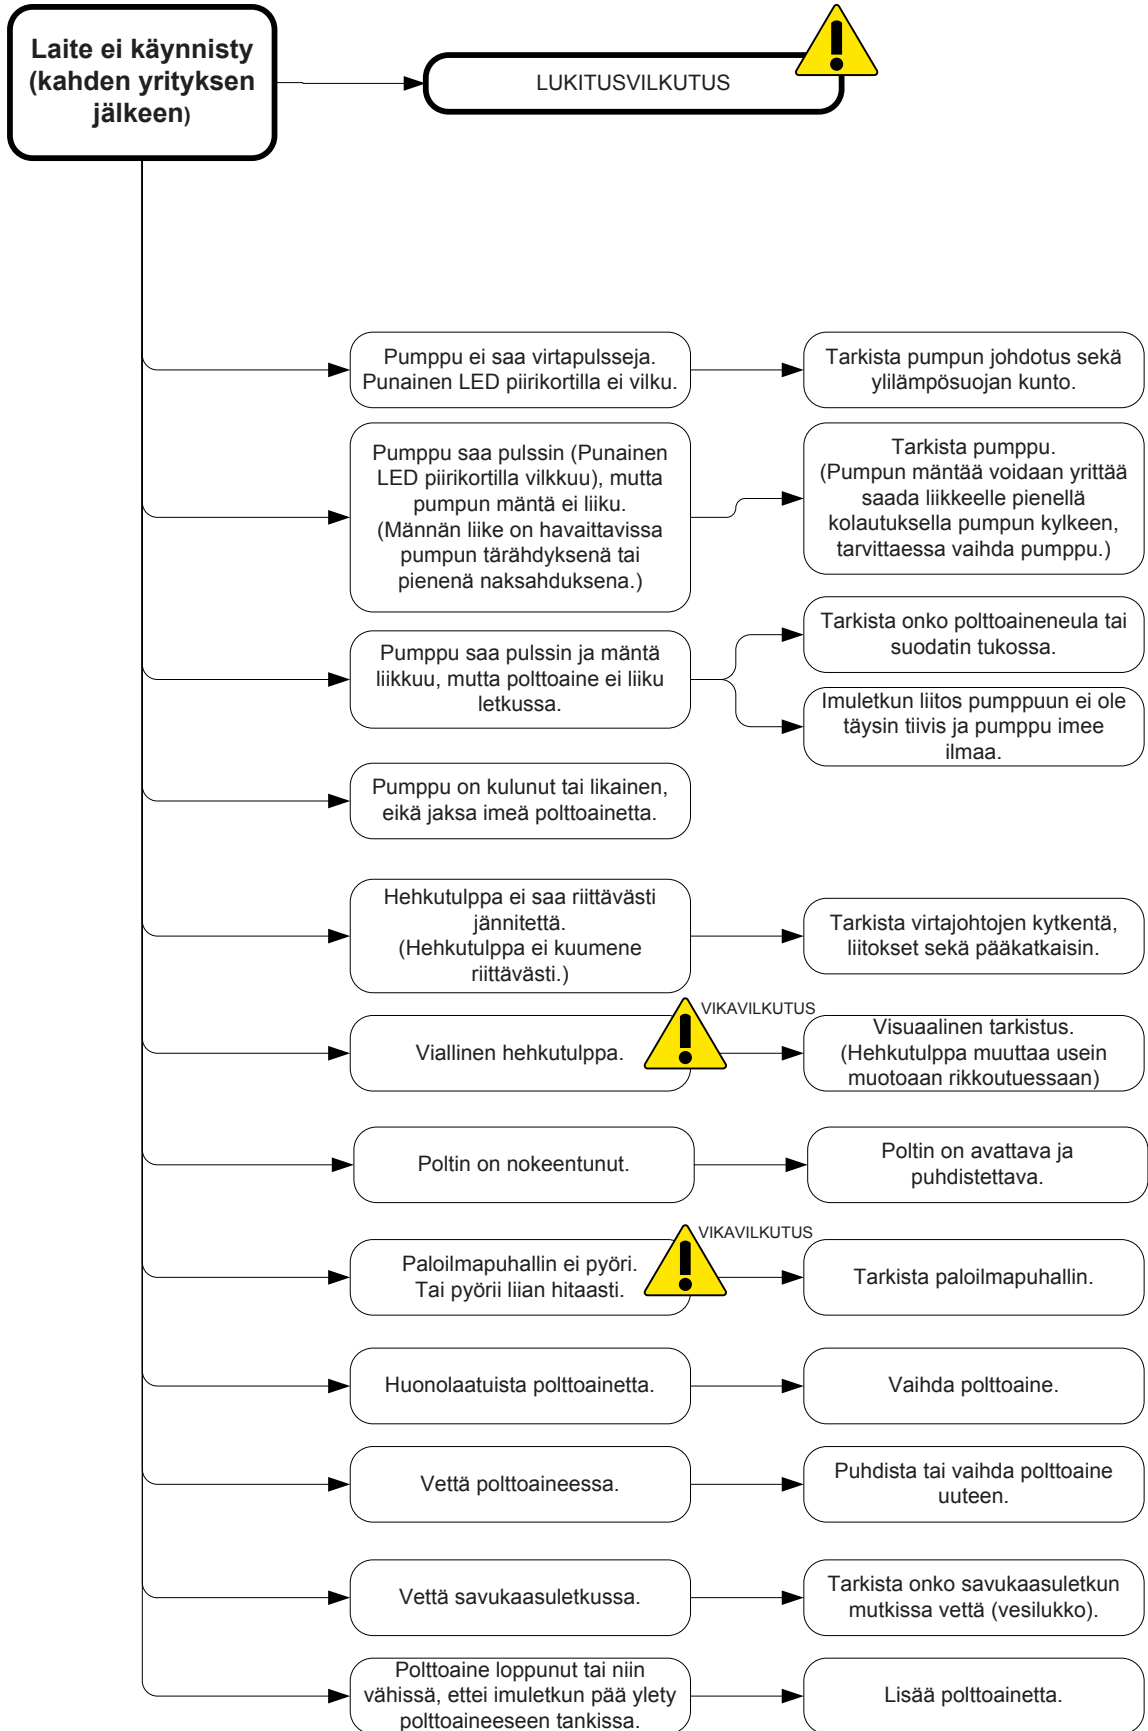 Laite ei käynnisty
(kahden yrityksen
jälkeen)
LUKITUSVILKUTUS
Pumppu ei saa virtapulsseja.
Punainen LED piirikortilla ei vilku.
Tarkista pumpun johdotus sekä
ylilämpösuojan kunto.
Pumppu saa pulssin (Punainen
LED piirikortilla vilkkuu), mutta
pumpun mäntä ei liiku.
(Männän liike on havaittavissa
pumpun tärähdyksenä tai
pienenä naksahduksena.)
Tarkista pumppu.
(Pumpun mäntää voidaan yrittää
saada liikkeelle pienellä
kolautuksella pumpun kylkeen,
tarvittaessa vaihda pumppu.)
Pumppu saa pulssin ja mäntä
liikkuu, mutta polttoaine ei liiku
letkussa.
Tarkista onko polttoaineneula tai
suodatin tukossa.
Imuletkun liitos pumppuun ei ole
täysin tiivis ja pumppu imee
ilmaa.
Pumppu on kulunut tai likainen,
eikä jaksa imeä polttoainetta.
Hehkutulppa ei saa riittävästi
jännitettä.
(Hehkutulppa ei kuumene
riittävästi.)
Tarkista virtajohtojen kytkentä,
liitokset sekä pääkatkaisin.
Viallinen hehkutulppa.
VIKAVILKUTUS
Visuaalinen tarkistus.
(Hehkutulppa muuttaa usein
muotoaan rikkoutuessaan)
Poltin on nokeentunut.
Poltin on avattava ja
puhdistettava.
Paloilmapuhallin ei pyöri.
Tai pyörii liian hitaasti.
VIKAVILKUTUS
Tarkista paloilmapuhallin.
Huonolaatuista polttoainetta.
Vaihda polttoaine.
Vettä polttoaineessa.
Puhdista tai vaihda polttoaine
uuteen.
Vettä savukaasuletkussa.
Tarkista onko savukaasuletkun
mutkissa vettä (vesilukko).
Polttoaine loppunut tai niin
vähissä, ettei imuletkun pää ylety
polttoaineeseen tankissa.
Lisää polttoainetta.